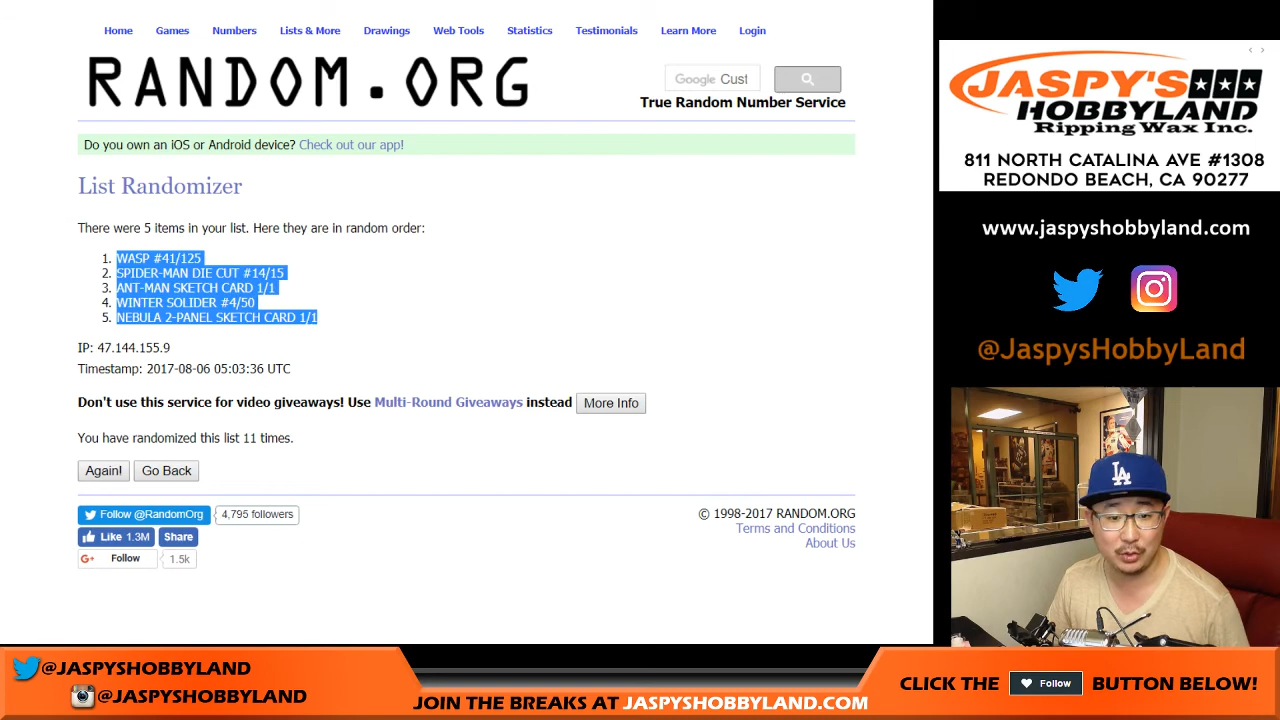 Home Games Numbers Lists & More Drawings Web Tools Statistics Testimonials Learn More Login
RANDOM.ORG
Google Cust
True Random Number Service
Do you own an iOS or Android device? Check out our app!
List Randomizer
There were 5 items in your list. Here they are in random order:
1. WASP #41/125
2. SPIDER-MAN DIE CUT #14/15
3. ANT-MAN SKETCH CARD 1/1
4. WINTER SOLIDER #4/50
5. NEBULA 2-PANEL SKETCH CARD 1/1
IP: 47.144.155.9
Timestamp: 2017-08-06 05:03:36 UTC
Don't use this service for video giveaways! Use Multi-Round Giveaways instead More Info
You have randomized this list 11 times.
Again! Go Back
Follow @RandomOrg 4,795 followers
Like 1.3M Share
G+ Follow 1.5k
© 1998-2017 RANDOM.ORG
Terms and Conditions
About Us
JASPY'S
HOBBYLAND
Ripping Wax Inc.
811 NORTH CATALINA AVE #1308
REDONDO BEACH, CA 90277
www.jaspyshobbyland.com
@JaspysHobbyLand
LA
@JASPYSHOBBYLAND
@JASPYSHOBBYLAND
JOIN THE BREAKS AT JASPYSHOBBYLAND.COM
CLICK THE Follow BUTTON BELOW!